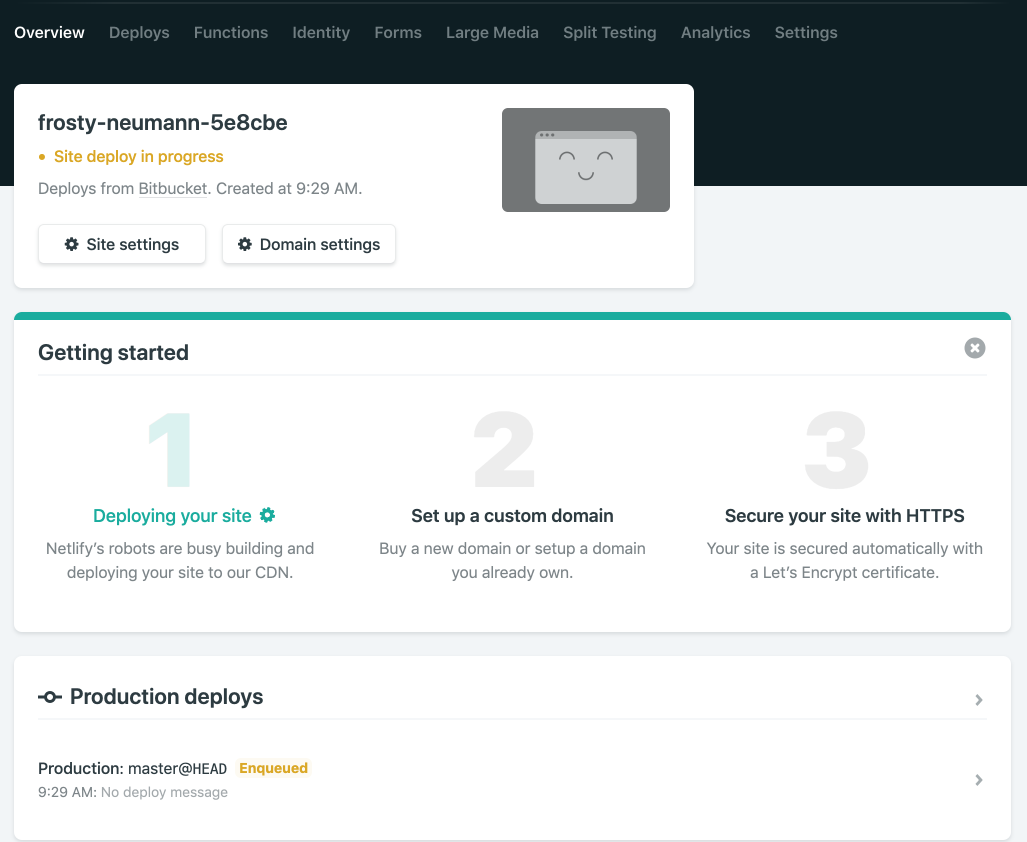 Overview Deploys Functions Identity Forms Large Media Split Testing Analytics Settings
frosty-neumann-5e8cbe
• Site deploy in progress
Deploys from Bitbucket. Created at 9:29 AM.
Site settings Domain settings
Getting started
1 2 3
Deploying your site Set up a custom domain Secure your site with HTTPS
Netlify’s robots are busy building and Buy a new domain or setup a domain Your site is secured automatically with
deploying your site to our CDN. you already own. a Let’s Encrypt certificate.
Production deploys
Production: master@HEAD Enqueued
9:29 AM: No deploy message